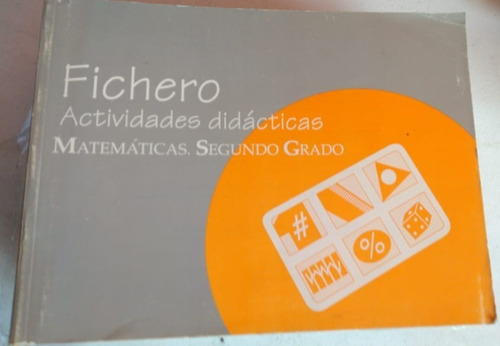 Fichero
Actividades didácticas
MATEMÁTICAS. SEGUNDO GRADO
#
%